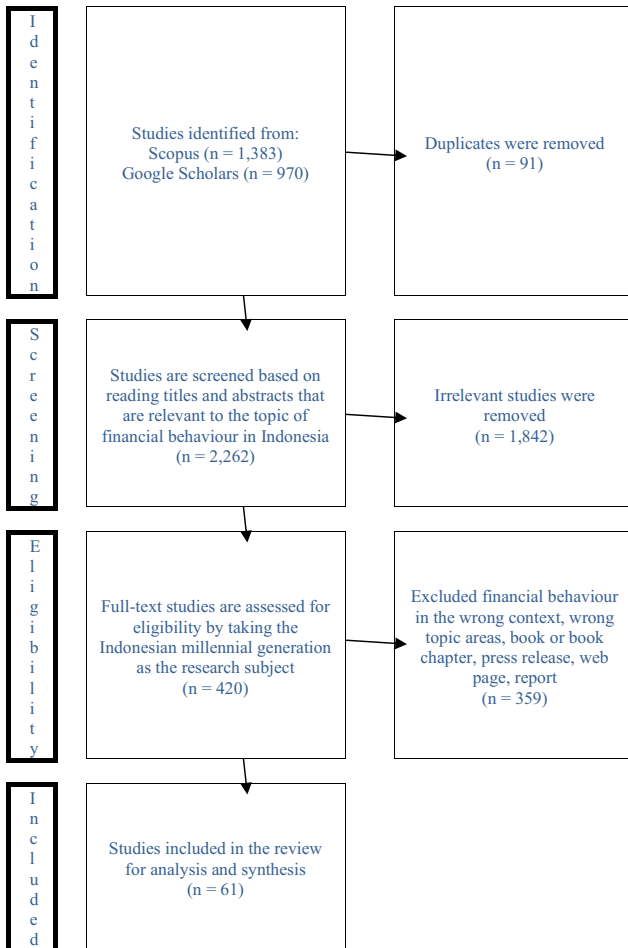 Identification
Studies identified from:
Scopus (n = 1,383)
Google Scholars (n = 970)
Duplicates were removed
(n = 91)
Screening
Studies are screened based on
reading titles and abstracts that
are relevant to the topic of
financial behaviour in Indonesia
(n = 2,262)
Irrelevant studies were
removed
(n = 1,842)
Eligibility
Full-text studies are assessed for
eligibility by taking the
Indonesian millennial generation
as the research subject
(n = 420)
Excluded financial behaviour
in the wrong context, wrong
topic areas, book or book
chapter, press release, web
page, report
(n = 359)
Included
Studies included in the review
for analysis and synthesis
(n = 61)